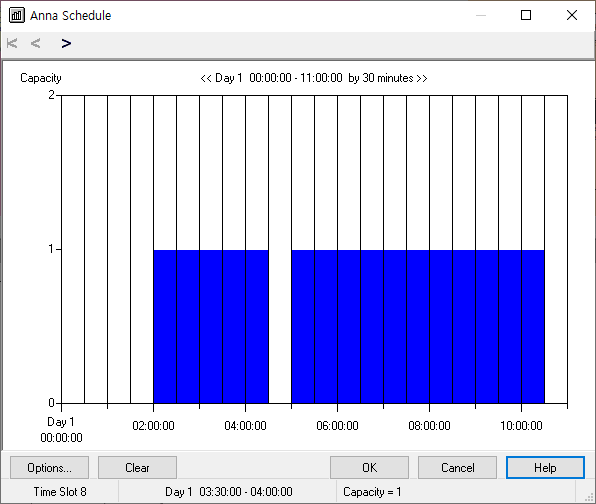 Anna Schedule
Capacity
<< Day 1  00:00:00 - 11:00:00  by 30 minutes >>
2
1
0
Day 1
00:00:00
02:00:00
04:00:00
06:00:00
08:00:00
10:00:00
Options...
Clear
OK
Cancel
Help
Time Slot 8
Day 1  03:30:00 - 04:00:00
Capacity = 1